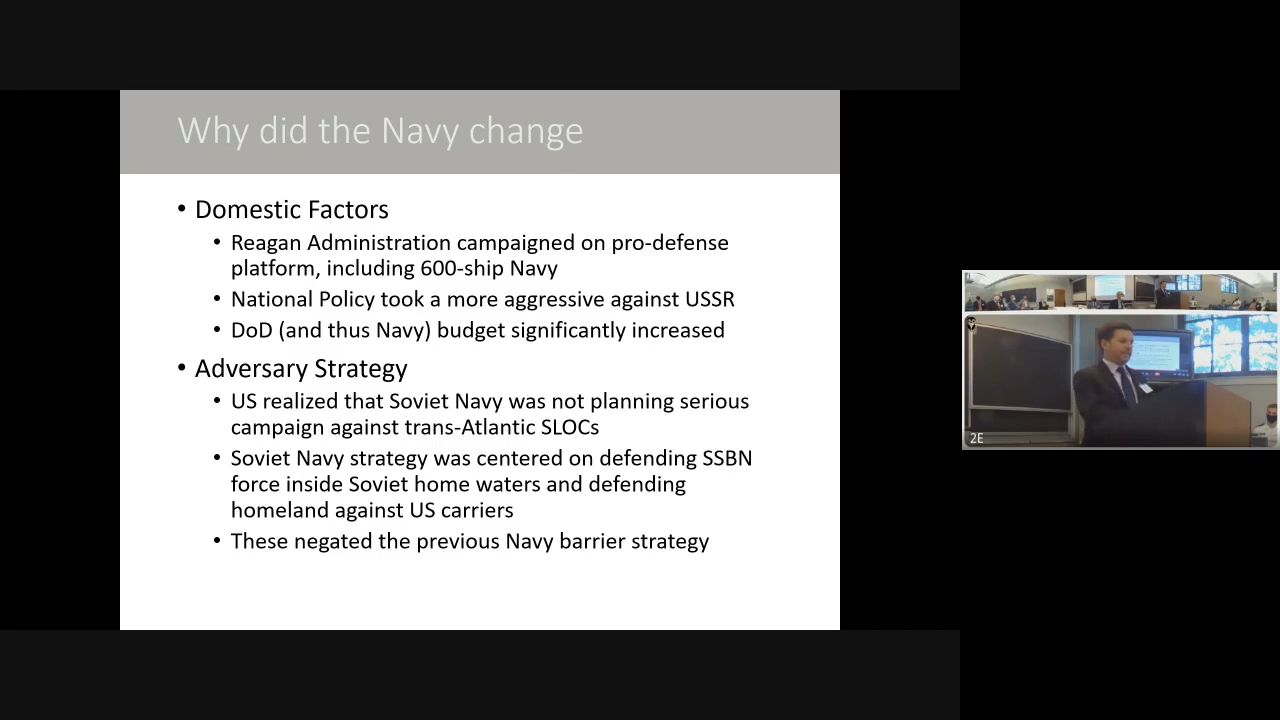 Why did the Navy change
• Domestic Factors
• Reagan Administration campaigned on pro-defense
platform, including 600-ship Navy
• National Policy took a more aggressive against USSR
• DoD (and thus Navy) budget significantly increased
• Adversary Strategy
• US realized that Soviet Navy was not planning serious
campaign against trans-Atlantic SLOCs
• Soviet Navy strategy was centered on defending SSBN
force inside Soviet home waters and defending
homeland against US carriers
• These negated the previous Navy barrier strategy
2E